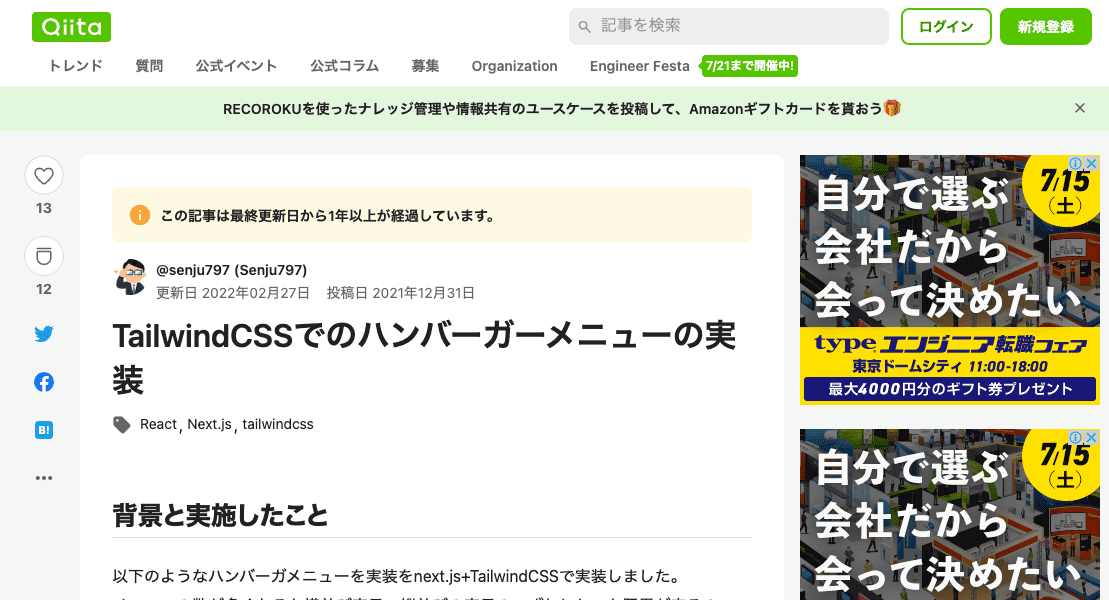 Qiita
記事を検索
ログイン
新規登録
トレンド 質問 公式イベント 公式コラム 募集 Organization Engineer Festa 7/21まで開催中!
RECOROKUを使ったナレッジ管理や情報共有のユースケースを投稿して、Amazonギフトカードを貰おう
13
12
B!
この記事は最終更新日から1年以上が経過しています。
@senju797 (Senju797)
更新日 2022年02月27日 投稿日 2021年12月31日
TailwindCSSでのハンバーガーメニューの実
装
React, Next.js, tailwindcss
背景と実施したこと
以下のようなハンバーガメニューを実装をnext.js+TailwindCSSで実装しました。
自分で選ぶ
会社だから
会って決めたい
7/15
(土)
type エンジニア転職フェア
東京ドームシティ 11:00-18:00
最大4000円分のギフト券プレゼント
自分で選ぶ
会社だから
会って決めたい
7/15
(土)